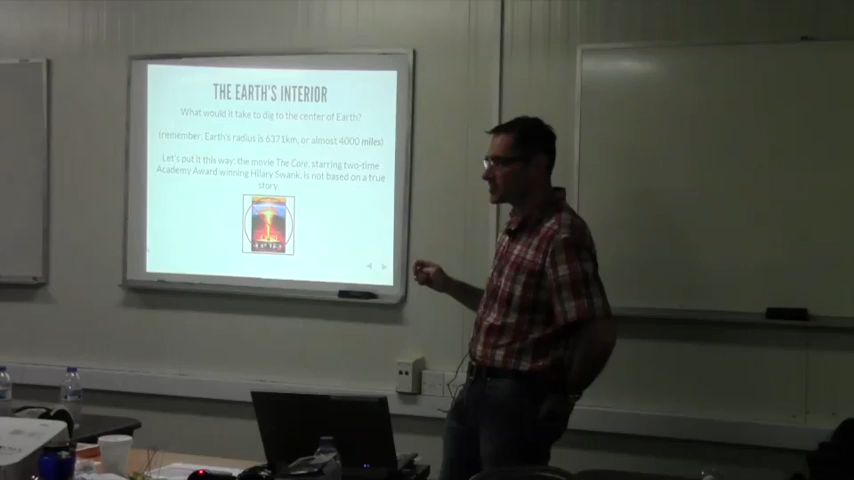 THE EARTH'S INTERIOR
What would it take to dig to the center of Earth?
(remember, Earth's radius is 6371km, or almost 4000 miles)
Let's put it this way: the movie The Core, starring two-time
Academy Award winning Hilary Swank, is not based on a true
story